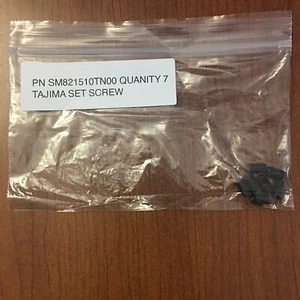 PN SM821510TN00 QUANITY 7
TAJIMA SET SCREW